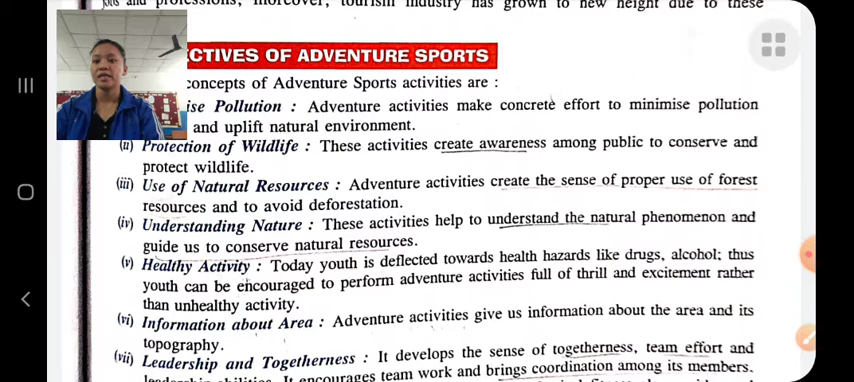 and professions, moreover, tourism industry has grown to new height due to these
CTIVES OF ADVENTURE SPORTS
concepts of Adventure Sports activities are :
ise Pollution : Adventure activities make concrete effort to minimise pollution
and uplift natural environment.
(ii) Protection of Wildlife : These activities create awareness among public to conserve and
protect wildlife.
(iii) Use of Natural Resources : Adventure activities create the sense of proper use of forest
resources and to avoid deforestation.
(iv) Understanding Nature : These activities help to understand the natural phenomenon and
guide us to conserve natural resources.
(v) Healthy Activity : Today youth is deflected towards health hazards like drugs, alcohol; thus
youth can be encouraged to perform adventure activities full of thrill and excitement rather
than unhealthy activity.
(vi) Information about Area : Adventure activities give us information about the area and its
topography.
(vii) Leadership and Togetherness : It develops the sense of togetherness, team effort and
It encourages team work and brings coordination among its members.